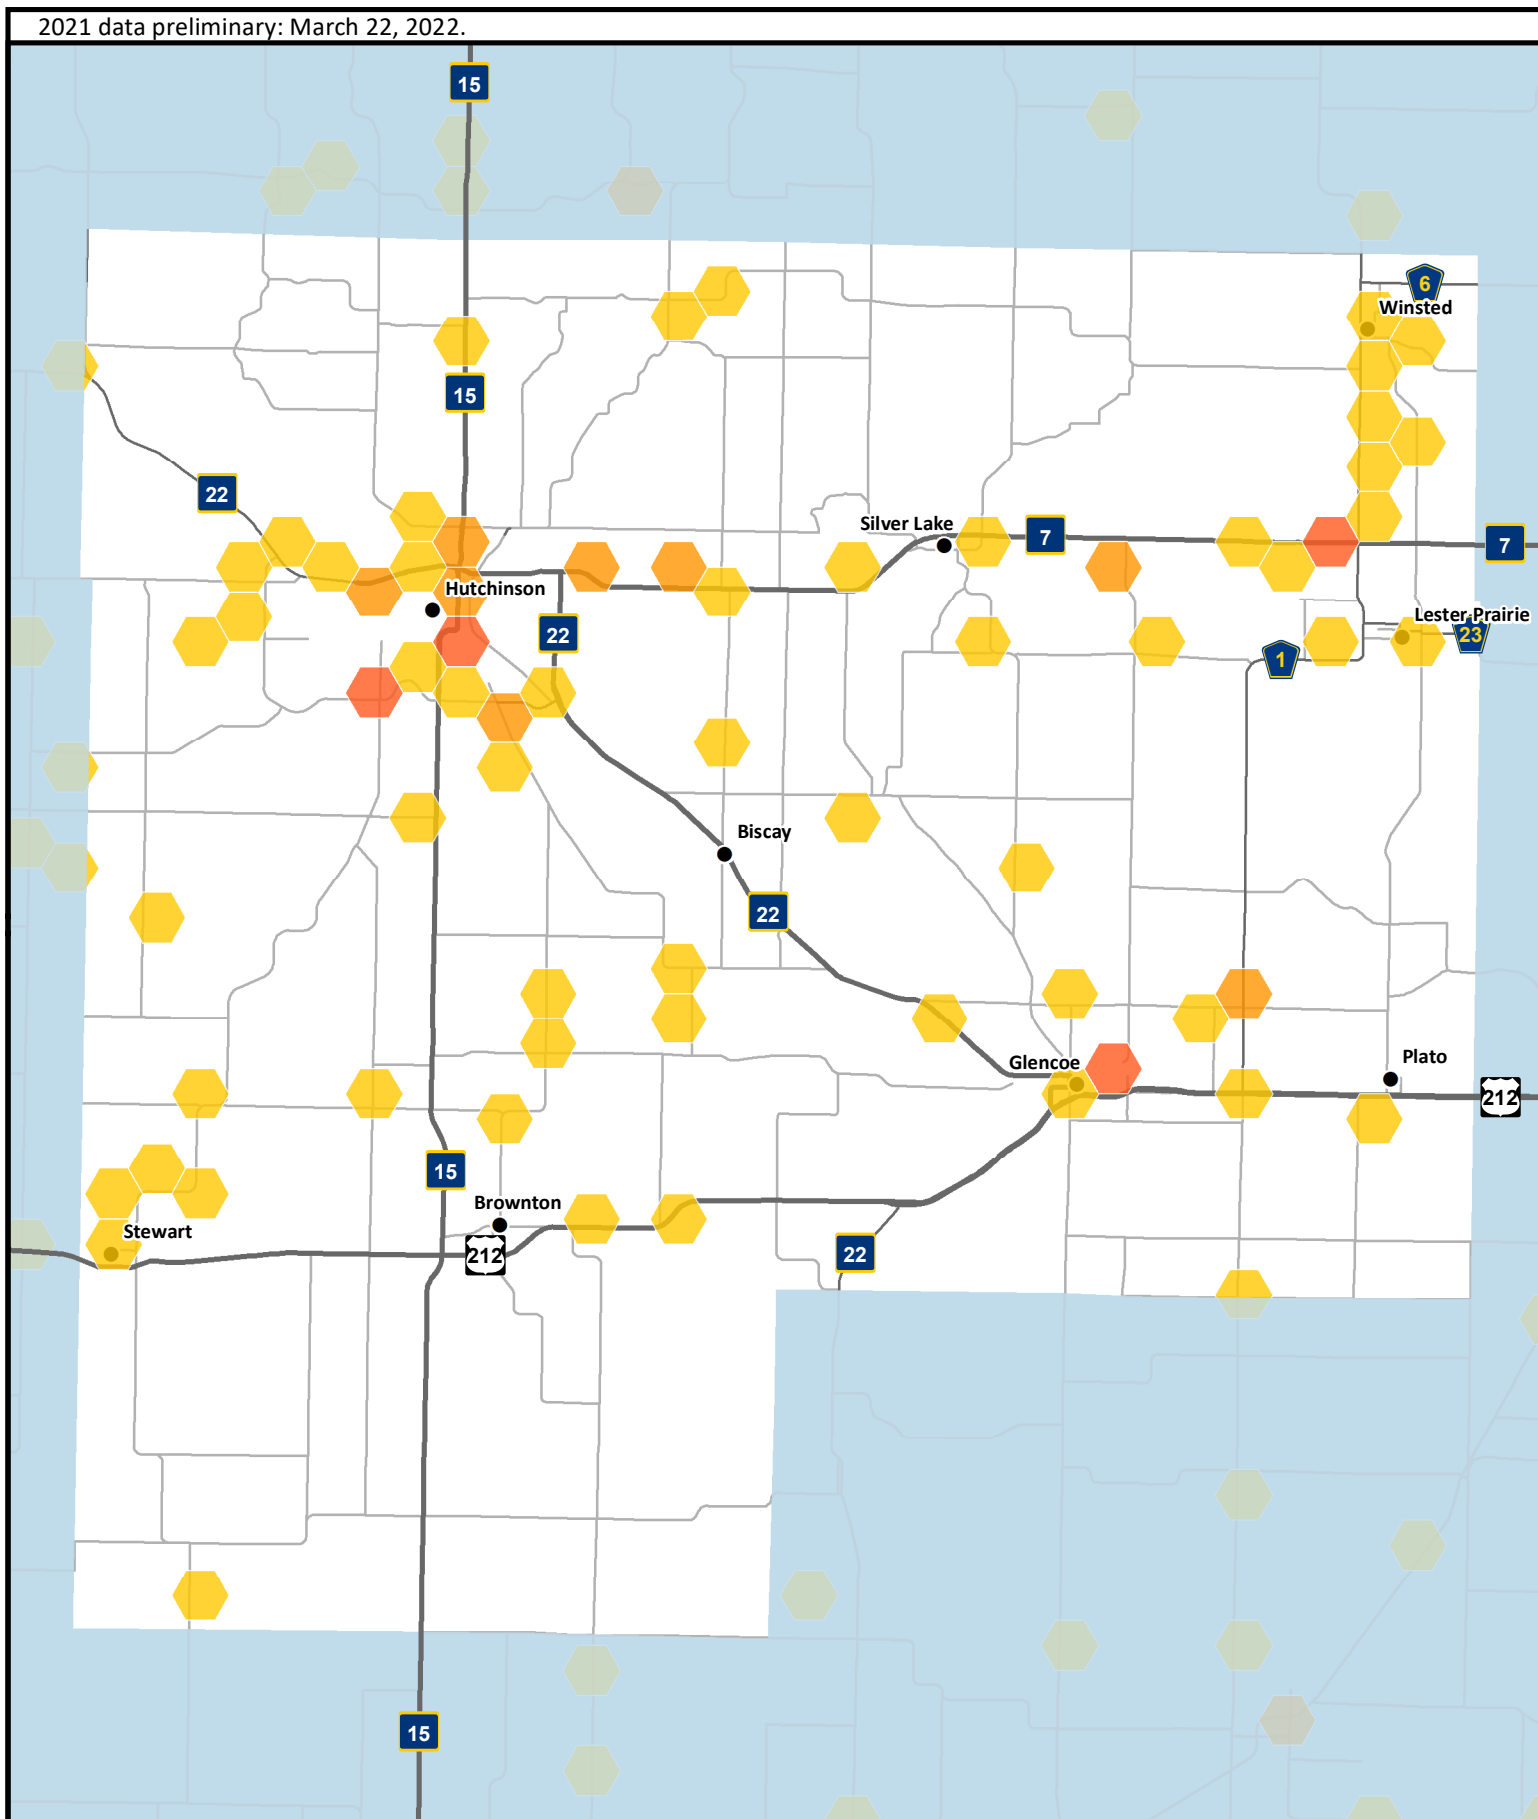 2021 data preliminary: March 22, 2022.
15
6
Winsted
15
22
Silver Lake
7
7
Hutchinson
Lester Prairie
22
23
1
Biscay
22
Glencoe
Plato
212
15
Brownton
Stewart
22
212
15